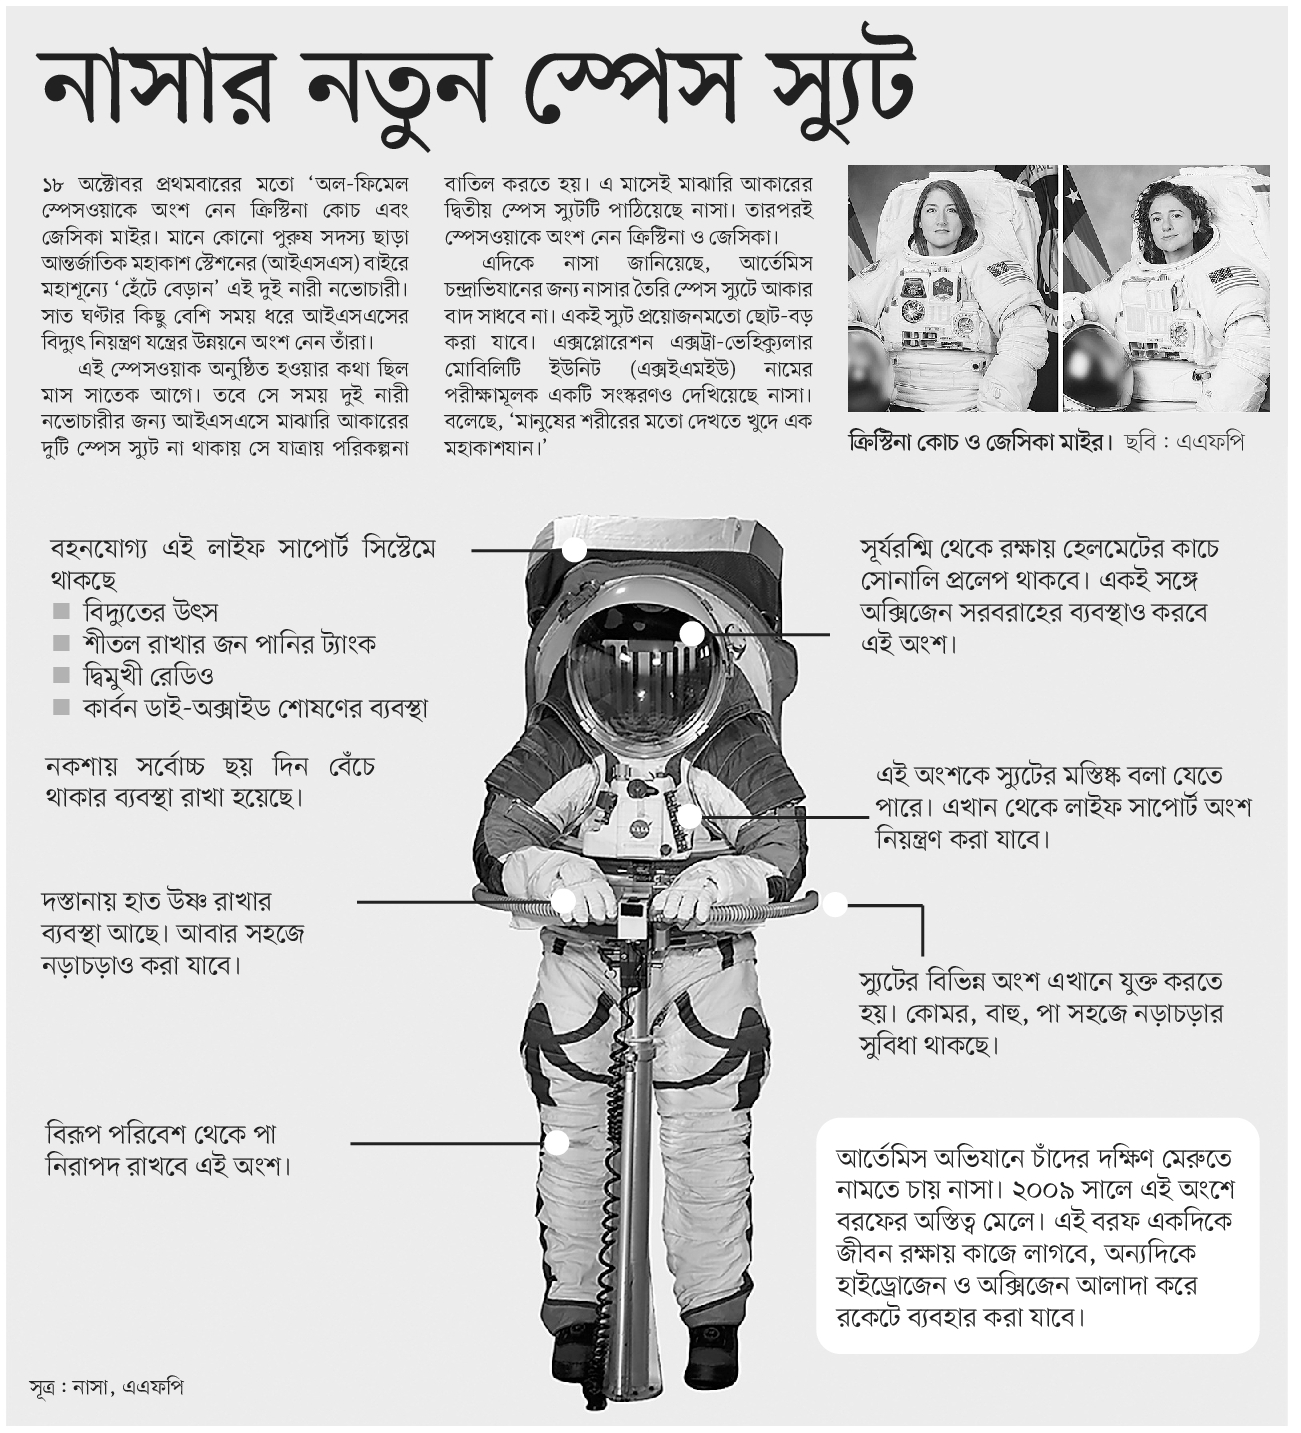 নাসার নতুন স্পেস স্যুট
১৮ অক্টোবর প্রথমবারের মতো ‘অল-ফিমেল
স্পেসওয়াকে অংশ নেন ক্রিস্টিনা কোচ এবং
জেসিকা মাইর। মানে কোনো পুরুষ সদস্য ছাড়া
আন্তর্জাতিক মহাকাশ স্টেশনের (আইএসএস) বাইরে
মহাশূন্যে ‘হেঁটে বেড়ান’ এই দুই নারী নভোচারী।
সাত ঘণ্টার কিছু বেশি সময় ধরে আইএসএসের
বিদ্যুৎ নিয়ন্ত্রণ যন্ত্রের উন্নয়নে অংশ নেন তাঁরা।
এই স্পেসওয়াক অনুষ্ঠিত হওয়ার কথা ছিল
মাস সাতেক আগে। তবে সে সময় দুই নারী
নভোচারীর জন্য আইএসএসে মাঝারি আকারের
দুটি স্পেস স্যুট না থাকায় সে যাত্রায় পরিকল্পনা
বাতিল করতে হয়। এ মাসেই মাঝারি আকারের
দ্বিতীয় স্পেস স্যুটটি পাঠিয়েছে নাসা। তারপরই
স্পেসওয়াকে অংশ নেন ক্রিস্টিনা ও জেসিকা।
এদিকে নাসা জানিয়েছে, আর্তেমিস
চন্দ্রাভিযানের জন্য নাসার তৈরি স্পেস স্যুটে আকার
বাদ সাধবে না। একই স্যুট প্রয়োজনমতো ছোট-বড়
করা যাবে। এক্সপ্লোরেশন এক্সট্রা-ভেহিক্যুলার
মোবিলিটি ইউনিট (এক্সইএমইউ) নামের
পরীক্ষামূলক একটি সংস্করণও দেখিয়েছে নাসা।
বলেছে, ‘মানুষের শরীরের মতো দেখতে খুদে এক
মহাকাশযান।’
ক্রিস্টিনা কোচ ও জেসিকা মাইর। ছবি : এএফপি
বহনযোগ্য এই লাইফ সাপোর্ট সিস্টেমে
থাকছে
■ বিদ্যুতের উৎস
■ শীতল রাখার জন পানির ট্যাংক
■ দ্বিমুখী রেডিও
■ কার্বন ডাই-অক্সাইড শোষণের ব্যবস্থা
নকশায় সর্বোচ্চ ছয় দিন বেঁচে
থাকার ব্যবস্থা রাখা হয়েছে।
দস্তানায় হাত উষ্ণ রাখার
ব্যবস্থা আছে। আবার সহজে
নড়াচড়াও করা যাবে।
বিরূপ পরিবেশ থেকে পা
নিরাপদ রাখবে এই অংশ।
সূর্যরশ্মি থেকে রক্ষায় হেলমেটের কাচে
সোনালি প্রলেপ থাকবে। একই সঙ্গে
অক্সিজেন সরবরাহের ব্যবস্থাও করবে
এই অংশ।
এই অংশকে স্যুটের মস্তিষ্ক বলা যেতে
পারে। এখান থেকে লাইফ সাপোর্ট অংশ
নিয়ন্ত্রণ করা যাবে।
স্যুটের বিভিন্ন অংশ এখানে যুক্ত করতে
হয়। কোমর, বাহু, পা সহজে নড়াচড়ার
সুবিধা থাকছে।
আর্তেমিস অভিযানে চাঁদের দক্ষিণ মেরুতে
নামতে চায় নাসা। ২০০৯ সালে এই অংশে
বরফের অস্তিত্ব মেলে। এই বরফ একদিকে
জীবন রক্ষায় কাজে লাগবে, অন্যদিকে
হাইড্রোজেন ও অক্সিজেন আলাদা করে
রকেটে ব্যবহার করা যাবে।
সূত্র : নাসা, এএফপি